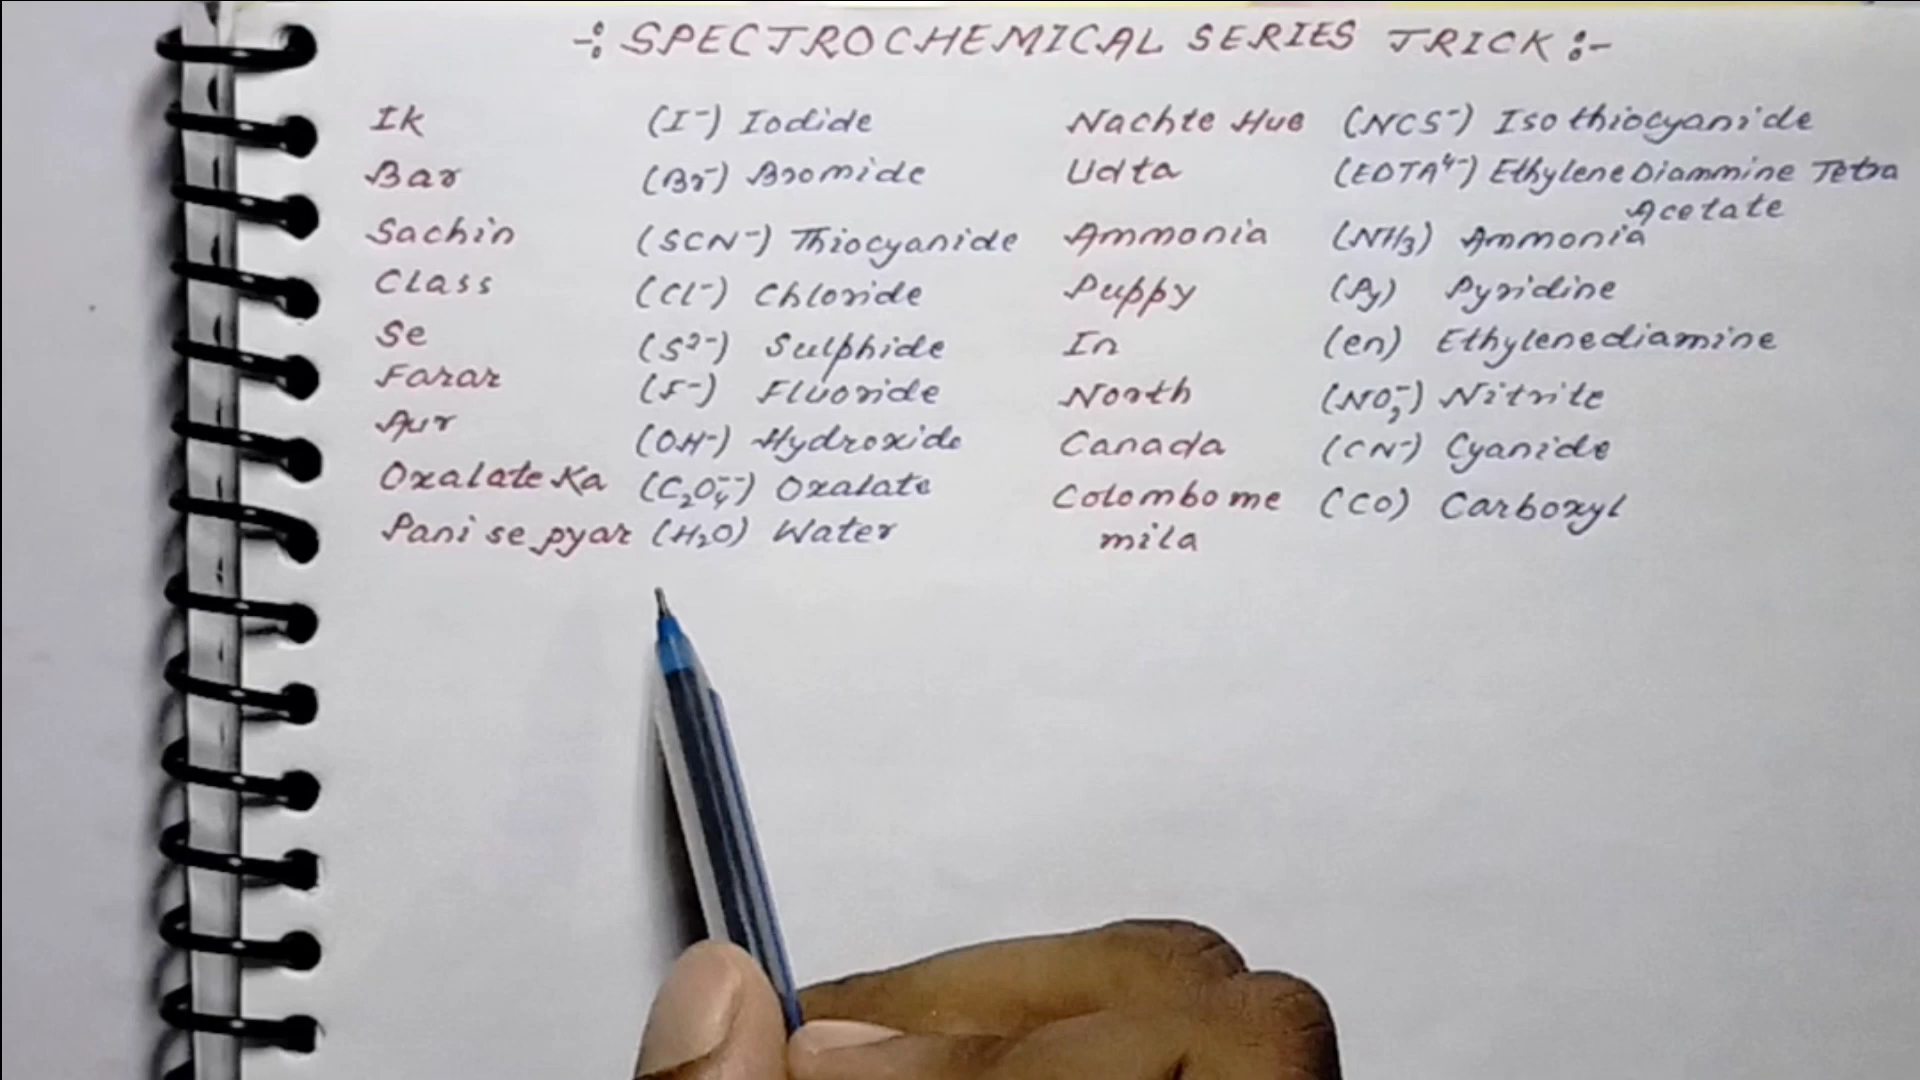 -: SPECTROCHEMICAL SERIES TRICK :-
Ik (I⁻) Iodide
Bar (Br⁻) Bromide
Sachin (SCN⁻) Thiocyanide
Class (Cl⁻) Chloride
Se (S²⁻) Sulphide
Farar (F⁻) Fluoride
Aur (OH⁻) Hydroxide
Oxalate Ka (C₂O₄⁻⁻) Oxalate
Pani se pyar (H₂O) Water
Nachte Hue (NCS⁻) Isothiocyanide
Udta (EDTA⁴⁻) Ethylene Diammine Tetra
Acetate
Ammonia (NH₃) Ammonia
Puppy (Py) Pyridine
In (en) Ethylenediamine
North (NO₂⁻) Nitrite
Canada (CN⁻) Cyanide
Colombo me (CO) Carboxyl
mila